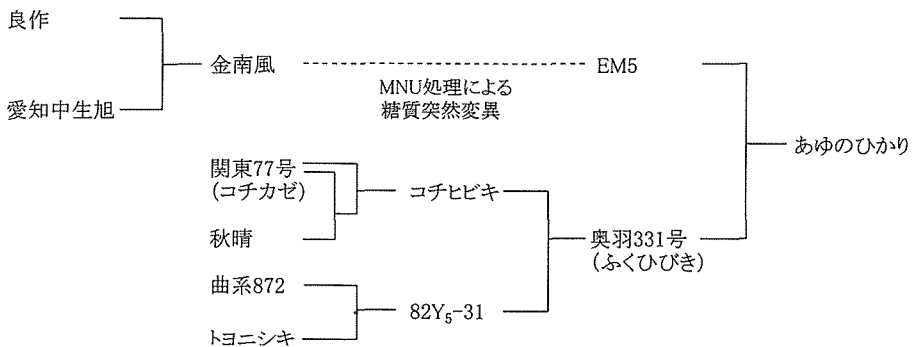 良作
金南風
EM5
MNU処理による
糖質突然変異
愛知中生旭
あゆのひかり
関東77号
(コチカゼ)
コチヒビキ
秋晴
奥羽331号
(ふくひびき)
曲系872
82Y₅-31
トヨニシキ